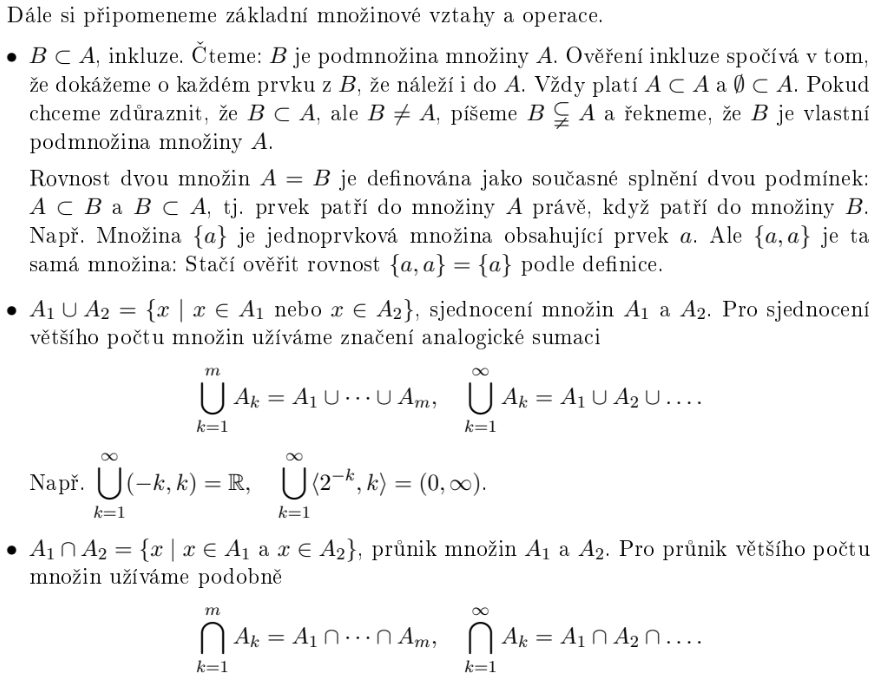 Dále si připomeneme základní množinové vztahy a operace.
• B ⊂ A, inkluze. Čteme: B je podmnožina množiny A. Ověření inkluze spočívá v tom,
že dokážeme o každém prvku z B, že náleží i do A. Vždy platí A ⊂ A a ∅ ⊂ A. Pokud
chceme zdůraznit, že B ⊂ A, ale B ≠ A, píšeme B ⫋ A a řekneme, že B je vlastní
podmnožina množiny A.
Rovnost dvou množin A = B je definována jako současné splnění dvou podmínek:
A ⊂ B a B ⊂ A, tj. prvek patří do množiny A právě, když patří do množiny B.
Např. Množina {a} je jednoprvková množina obsahující prvek a. Ale {a, a} je ta
samá množina: Stačí ověřit rovnost {a, a} = {a} podle definice.
• A₁ ∪ A₂ = {x | x ∈ A₁ nebo x ∈ A₂}, sjednocení množin A₁ a A₂. Pro sjednocení
většího počtu množin užíváme značení analogické sumaci
⋃_{k=1}^{m} A_k = A₁ ∪ ⋯ ∪ A_m, ⋃_{k=1}^{∞} A_k = A₁ ∪ A₂ ∪ ….
Např. ⋃_{k=1}^{∞} (−k, k) = ℝ, ⋃_{k=1}^{∞} ⟨2^{−k}, k⟩ = (0, ∞).
• A₁ ∩ A₂ = {x | x ∈ A₁ a x ∈ A₂}, průnik množin A₁ a A₂. Pro průnik většího počtu
množin užíváme podobně
⋂_{k=1}^{m} A_k = A₁ ∩ ⋯ ∩ A_m, ⋂_{k=1}^{∞} A_k = A₁ ∩ A₂ ∩ ….